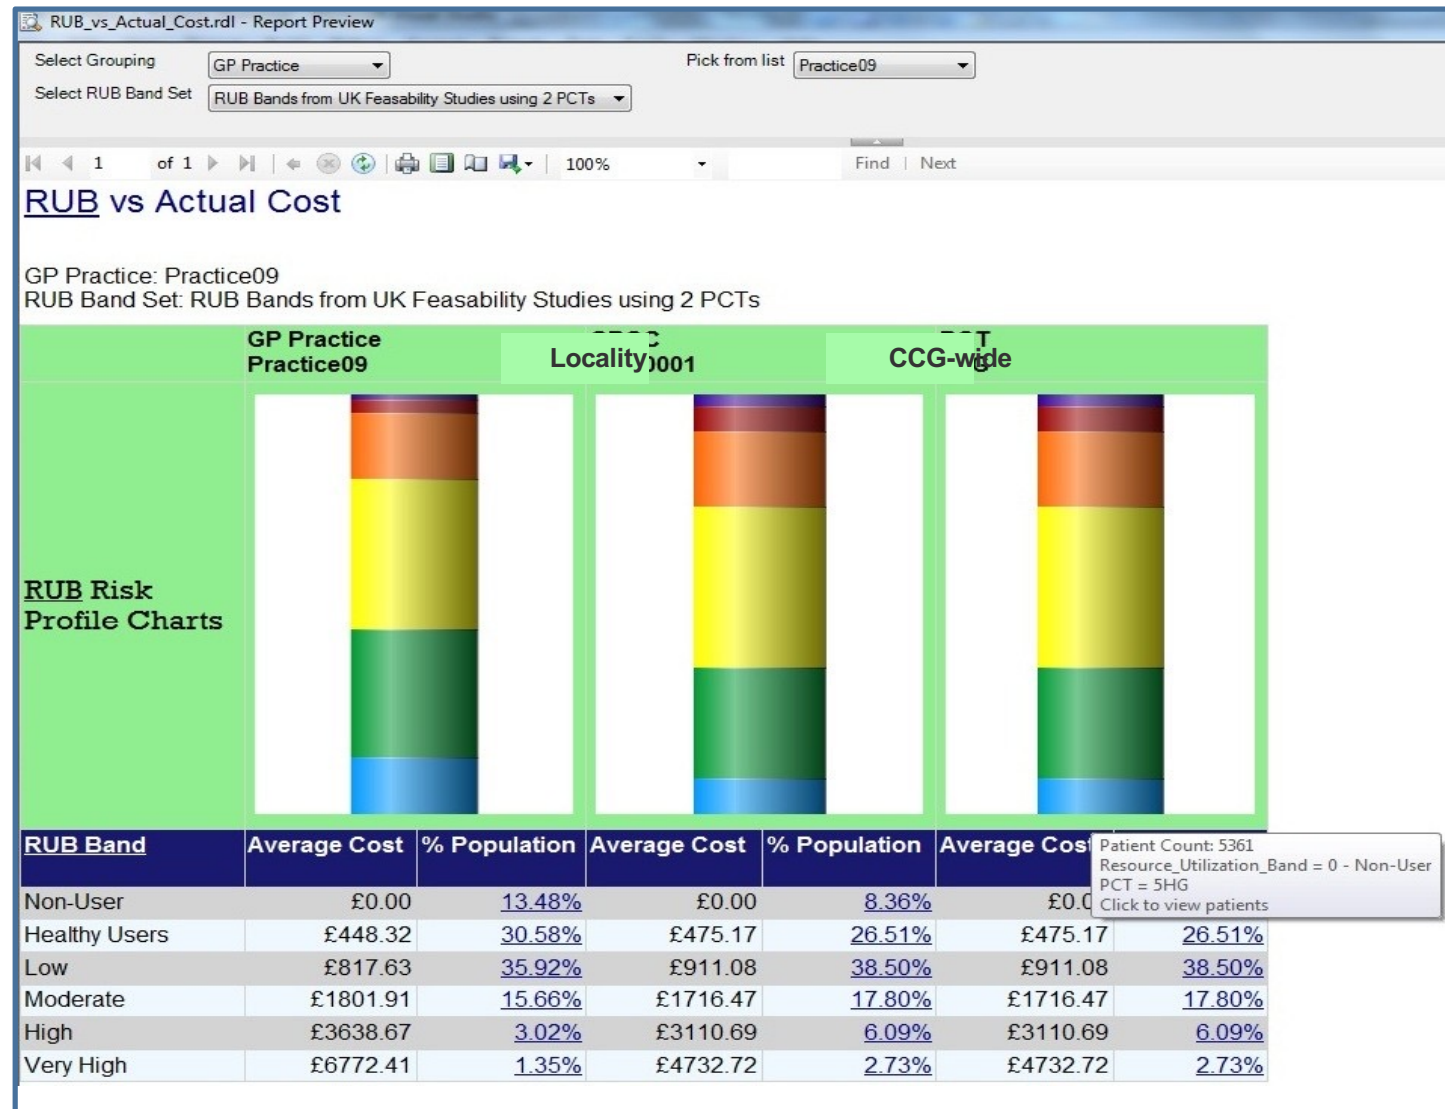 RUB_vs_Actual_Cost.rdl - Report Preview
Select Grouping GP Practice Pick from list Practice09
Select RUB Band Set RUB Bands from UK Feasability Studies using 2 PCTs
1 of 1 100% Find | Next
RUB vs Actual Cost
GP Practice: Practice09
RUB Band Set: RUB Bands from UK Feasability Studies using 2 PCTs
GP Practice
Practice09 Locality 0001 CCG-wide
RUB Risk
Profile Charts
RUB Band Average Cost % Population Average Cost % Population Average Cost
Patient Count: 5361
Resource_Utilization_Band = 0 - Non-User
PCT = 5HG
Click to view patients
Non-User £0.00 13.48% £0.00 8.36% £0.0
Healthy Users £448.32 30.58% £475.17 26.51% £475.17 26.51%
Low £817.63 35.92% £911.08 38.50% £911.08 38.50%
Moderate £1801.91 15.66% £1716.47 17.80% £1716.47 17.80%
High £3638.67 3.02% £3110.69 6.09% £3110.69 6.09%
Very High £6772.41 1.35% £4732.72 2.73% £4732.72 2.73%